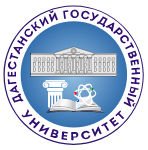 ДАГЕСТАНСКИЙ ГОСУДАРСТВЕННЫЙ
УНИВЕРСИТЕТ